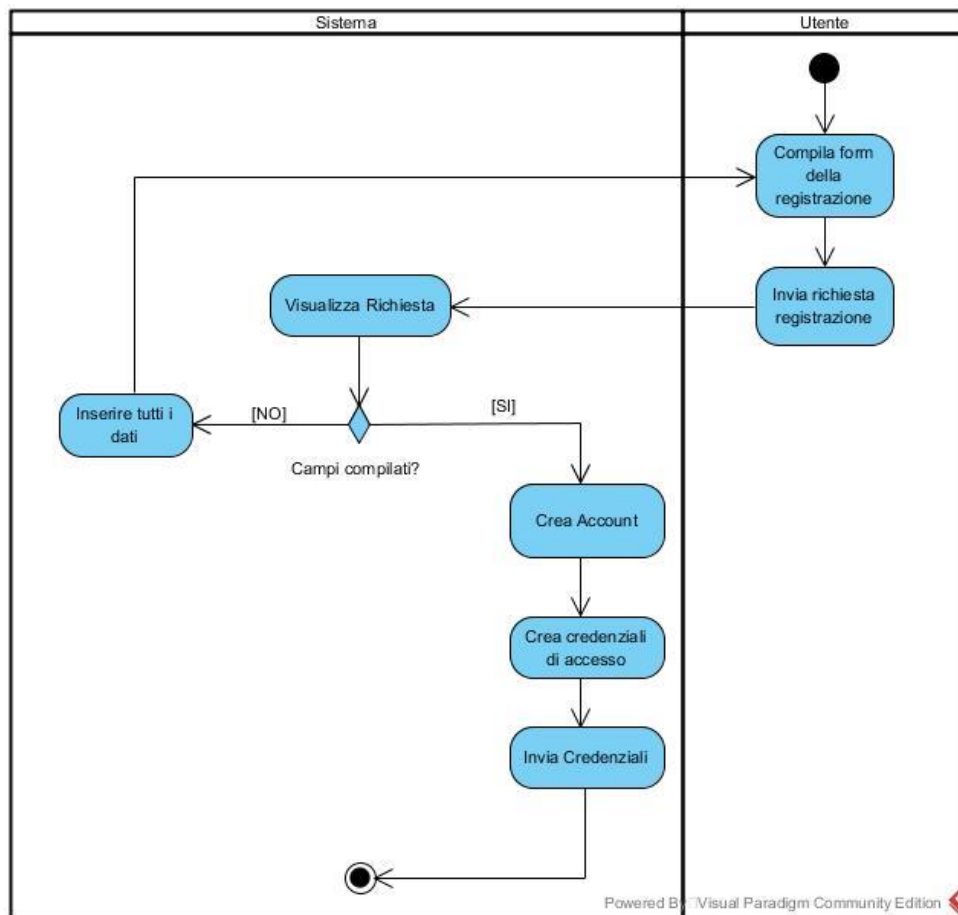 Sistema
Utente
Compila form
della
registrazione
Invia richiesta
registrazione
Visualizza Richiesta
Inserire tutti i
dati
[NO]
[SI]
Campi compilati?
Crea Account
Crea credenziali
di accesso
Invia Credenziali
Powered By Visual Paradigm Community Edition